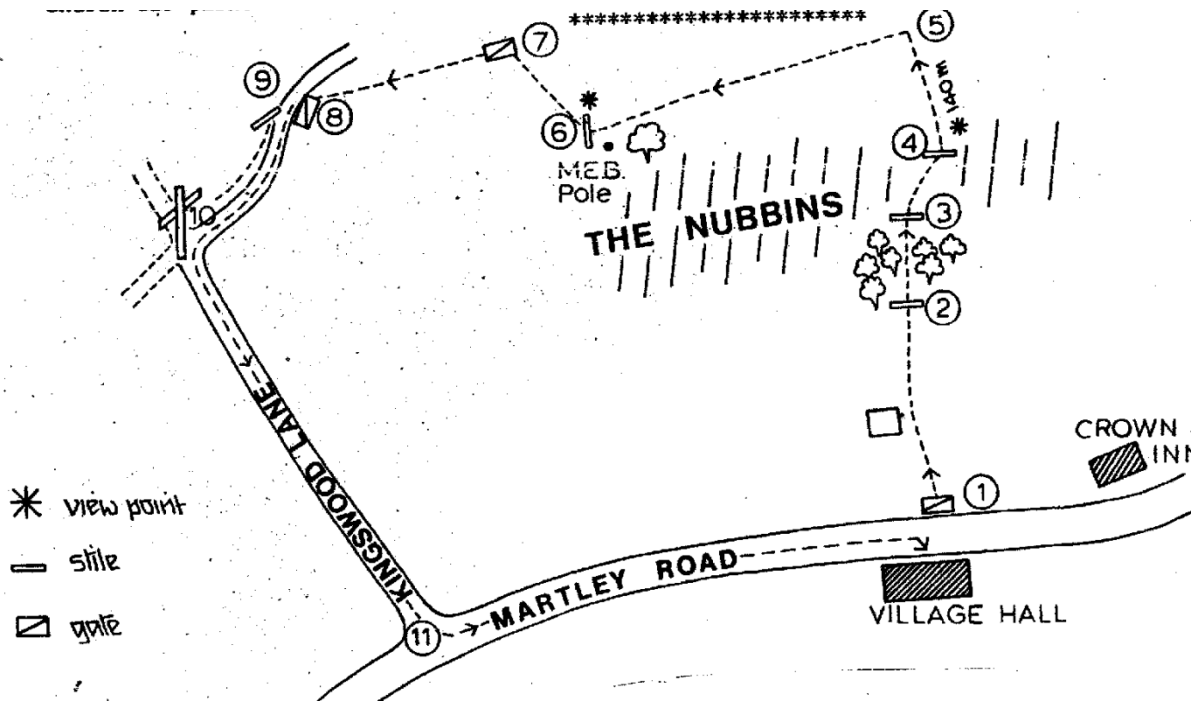 *************************
7
5
9
8
140m
6
4
M.E.B.
Pole
10
3
THE NUBBINS
2
CROWN
INN
1
view point
KINGSWOOD LANE
stile
MARTLEY ROAD
gate
11
VILLAGE HALL